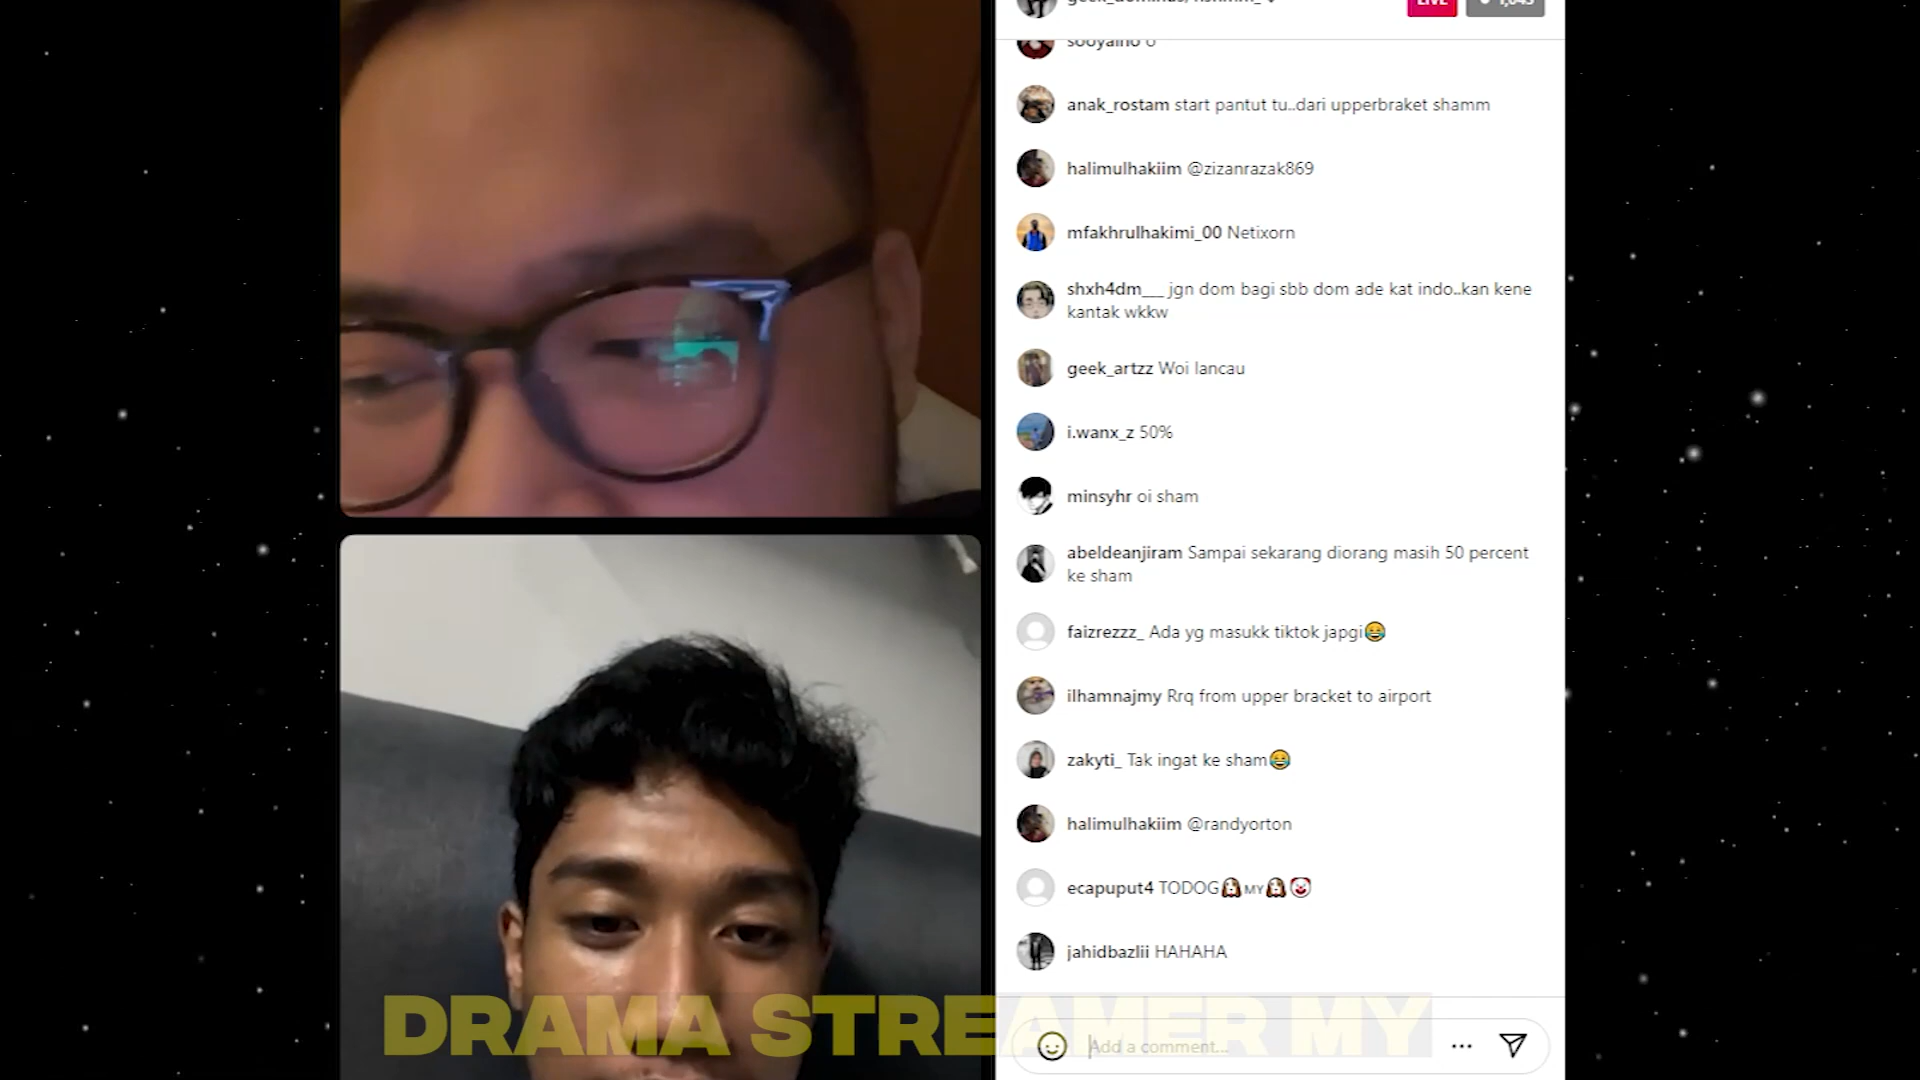 LIVE
sooyaiho o
anak_rostam start pantut tu..dari upperbraket shamm
halimulhakiim @zizanrazak869
mfakhrulhakimi_00 Netixorn
shxh4dm___ jgn dom bagi sbb dom ade kat indo..kan kene
kantak wkkw
geek_artzz Woi lancau
i.wanx_z 50%
minsyhr oi sham
abeldeanjiram Sampai sekarang diorang masih 50 percent
ke sham
faizrezzz_ Ada yg masukk tiktok japgi😂
ilhamnajmy Rrq from upper bracket to airport
zakyti_ Tak ingat ke sham😂
halimulhakiim @randyorton
ecapuput4 TODOG🐶MY🐶🤡
jahidbazlii HAHAHA
DRAMA STREAMER MY
Add a comment...